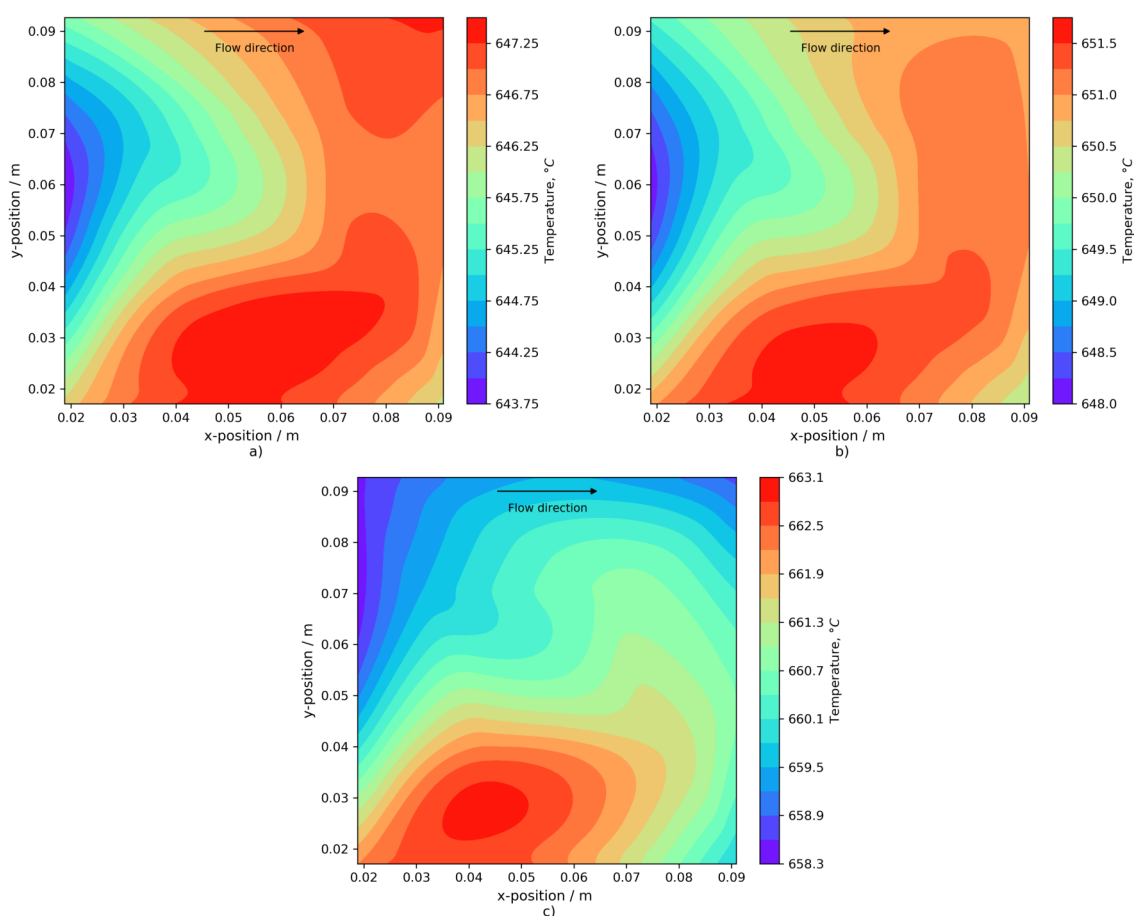 0.09
0.08
0.07
0.06
0.05
0.04
0.03
0.02
y-position / m
0.02 0.03 0.04 0.05 0.06 0.07 0.08 0.09
x-position / m
a)
Flow direction
647.25
646.75
646.25
645.75
645.25
644.75
644.25
643.75
Temperature, °C
0.09
0.08
0.07
0.06
0.05
0.04
0.03
0.02
y-position / m
0.02 0.03 0.04 0.05 0.06 0.07 0.08 0.09
x-position / m
b)
Flow direction
651.5
651.0
650.5
650.0
649.5
649.0
648.5
648.0
Temperature, °C
0.09
0.08
0.07
0.06
0.05
0.04
0.03
0.02
y-position / m
0.02 0.03 0.04 0.05 0.06 0.07 0.08 0.09
x-position / m
c)
Flow direction
663.1
662.5
661.9
661.3
660.7
660.1
659.5
658.9
658.3
Temperature, °C